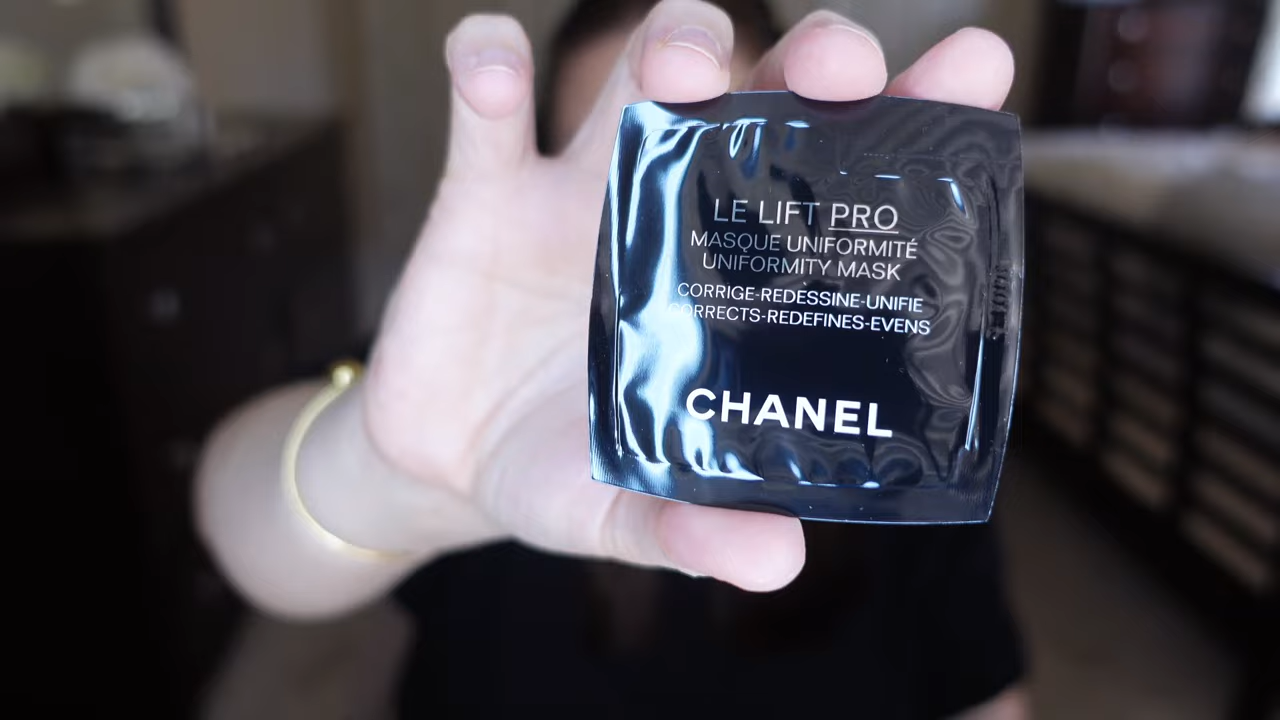 LE LIFT PRO
MASQUE UNIFORMITÉ
UNIFORMITY MASK
CORRIGE-REDESSINE-UNIFIE
CORRECTS-REDEFINES-EVENS
CHANEL